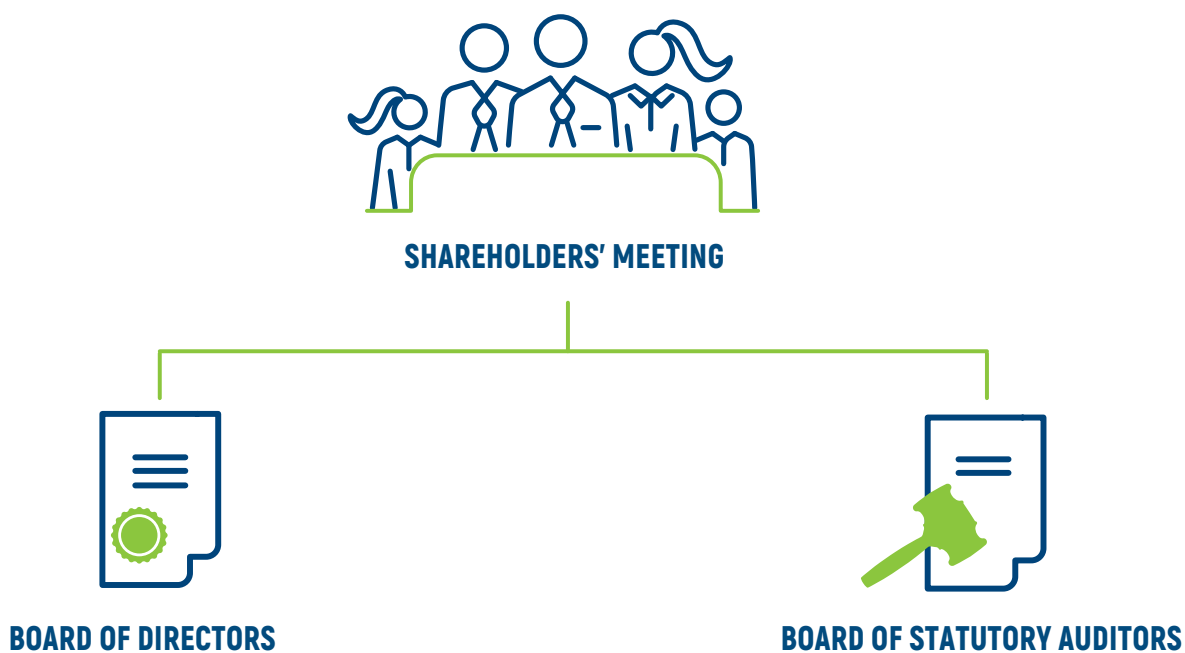 SHAREHOLDERS' MEETING
BOARD OF DIRECTORS
BOARD OF STATUTORY AUDITORS